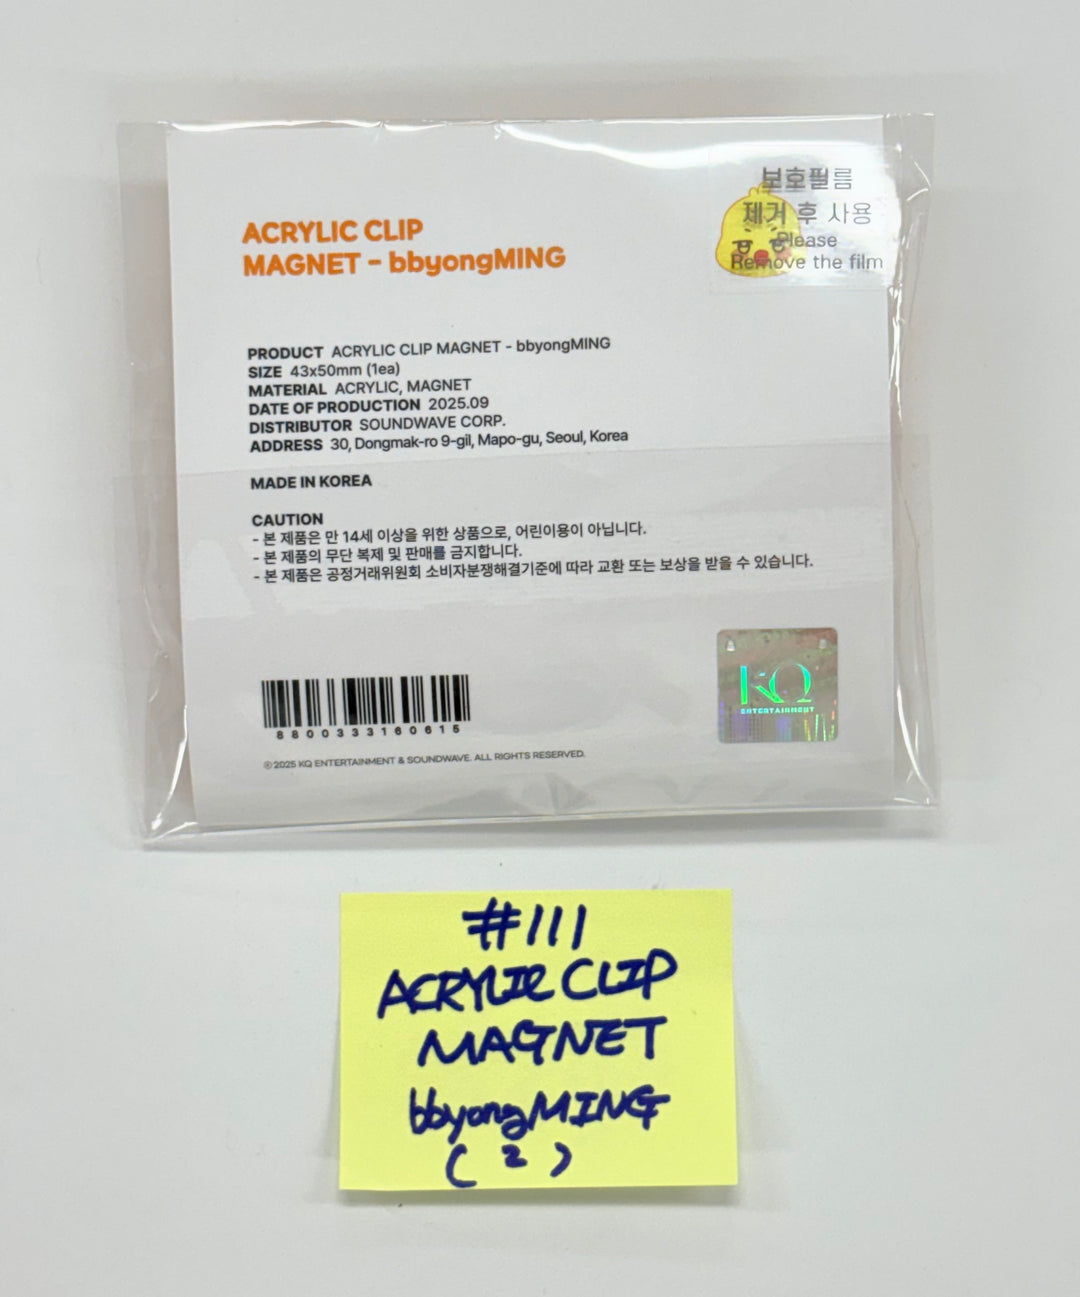 보호필름
제거 후 사용
Please
Remove the film
ACRYLIC CLIP
MAGNET - bbyongMING
PRODUCT ACRYLIC CLIP MAGNET - bbyongMING
SIZE 43x50mm (1ea)
MATERIAL ACRYLIC, MAGNET
DATE OF PRODUCTION 2025.09
DISTRIBUTOR SOUNDWAVE CORP.
ADDRESS 30, Dongmak-ro 9-gil, Mapo-gu, Seoul, Korea
MADE IN KOREA
CAUTION
- 본 제품은 만 14세 이상을 위한 상품으로, 어린이용이 아닙니다.
- 본 제품의 무단 복제 및 판매를 금지합니다.
- 본 제품은 공정거래위원회 소비자분쟁해결기준에 따라 교환 또는 보상을 받을 수 있습니다.
KQ
ENTERTAINMENT
8800333160615
ⓒ2025 KQ ENTERTAINMENT & SOUNDWAVE. ALL RIGHTS RESERVED.
#111
ACRYLIC CLIP
MAGNET
bbyongMING
( 2 )